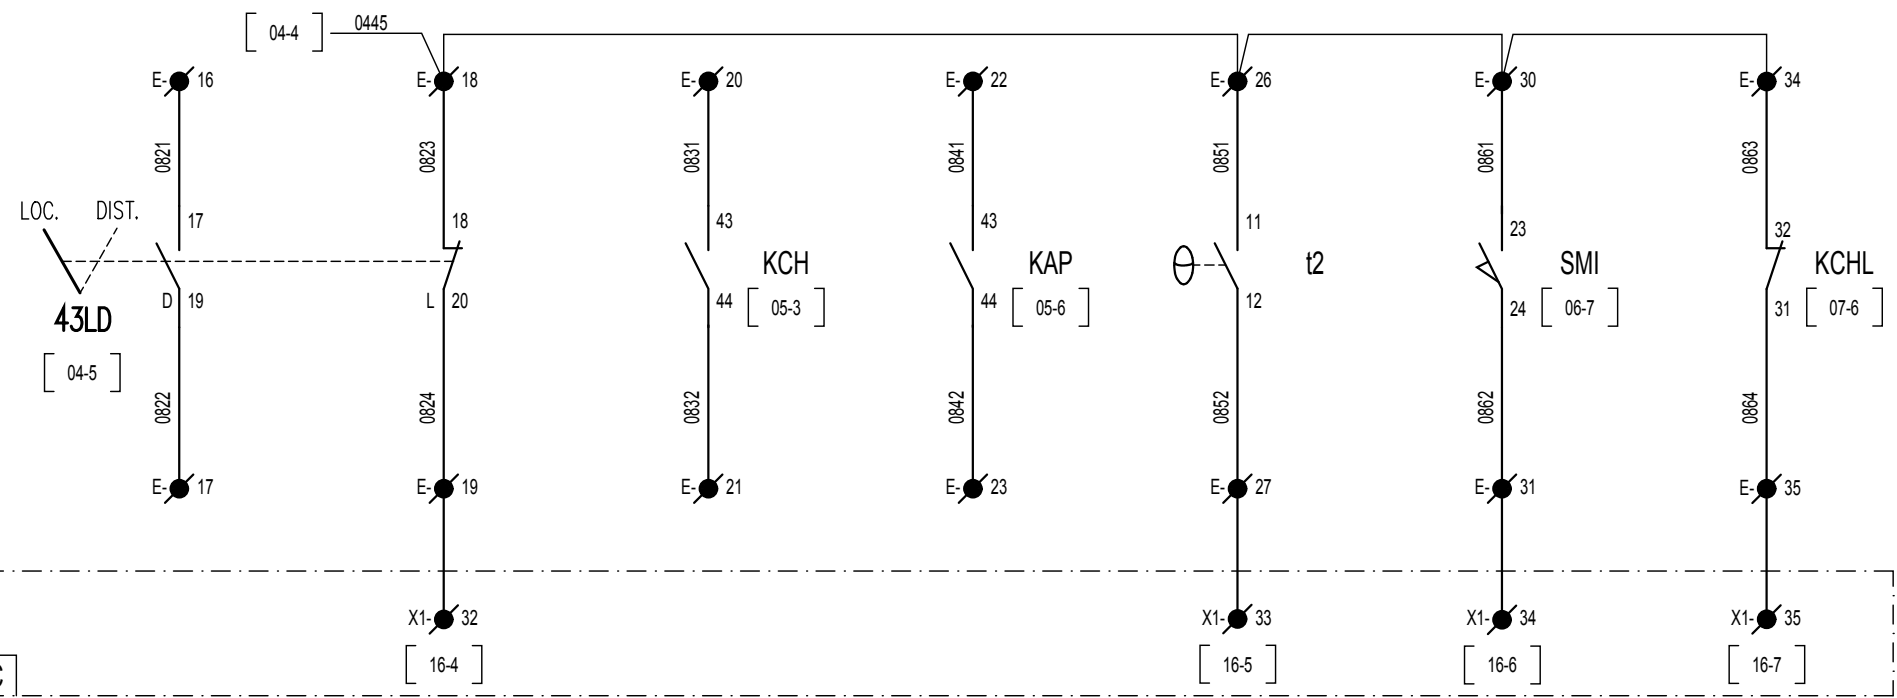 04-4 0445
E- 16 E- 18 E- 20 E- 22 E- 26 E- 30 E- 34
0821 0823 0831 0841 0851 0861 0863
LOC. DIST. 17 18 43 43 11 23 32
KCH KAP t2 SMI KCHL
D 19 L 20 44 44 12 24 31
43LD 05-3 05-6 06-7 07-6
04-5
0822 0824 0832 0842 0852 0862 0864
E- 17 E- 19 E- 21 E- 23 E- 27 E- 31 E- 35
X1- 32 X1- 33 X1- 34 X1- 35
16-4 16-5 16-6 16-7